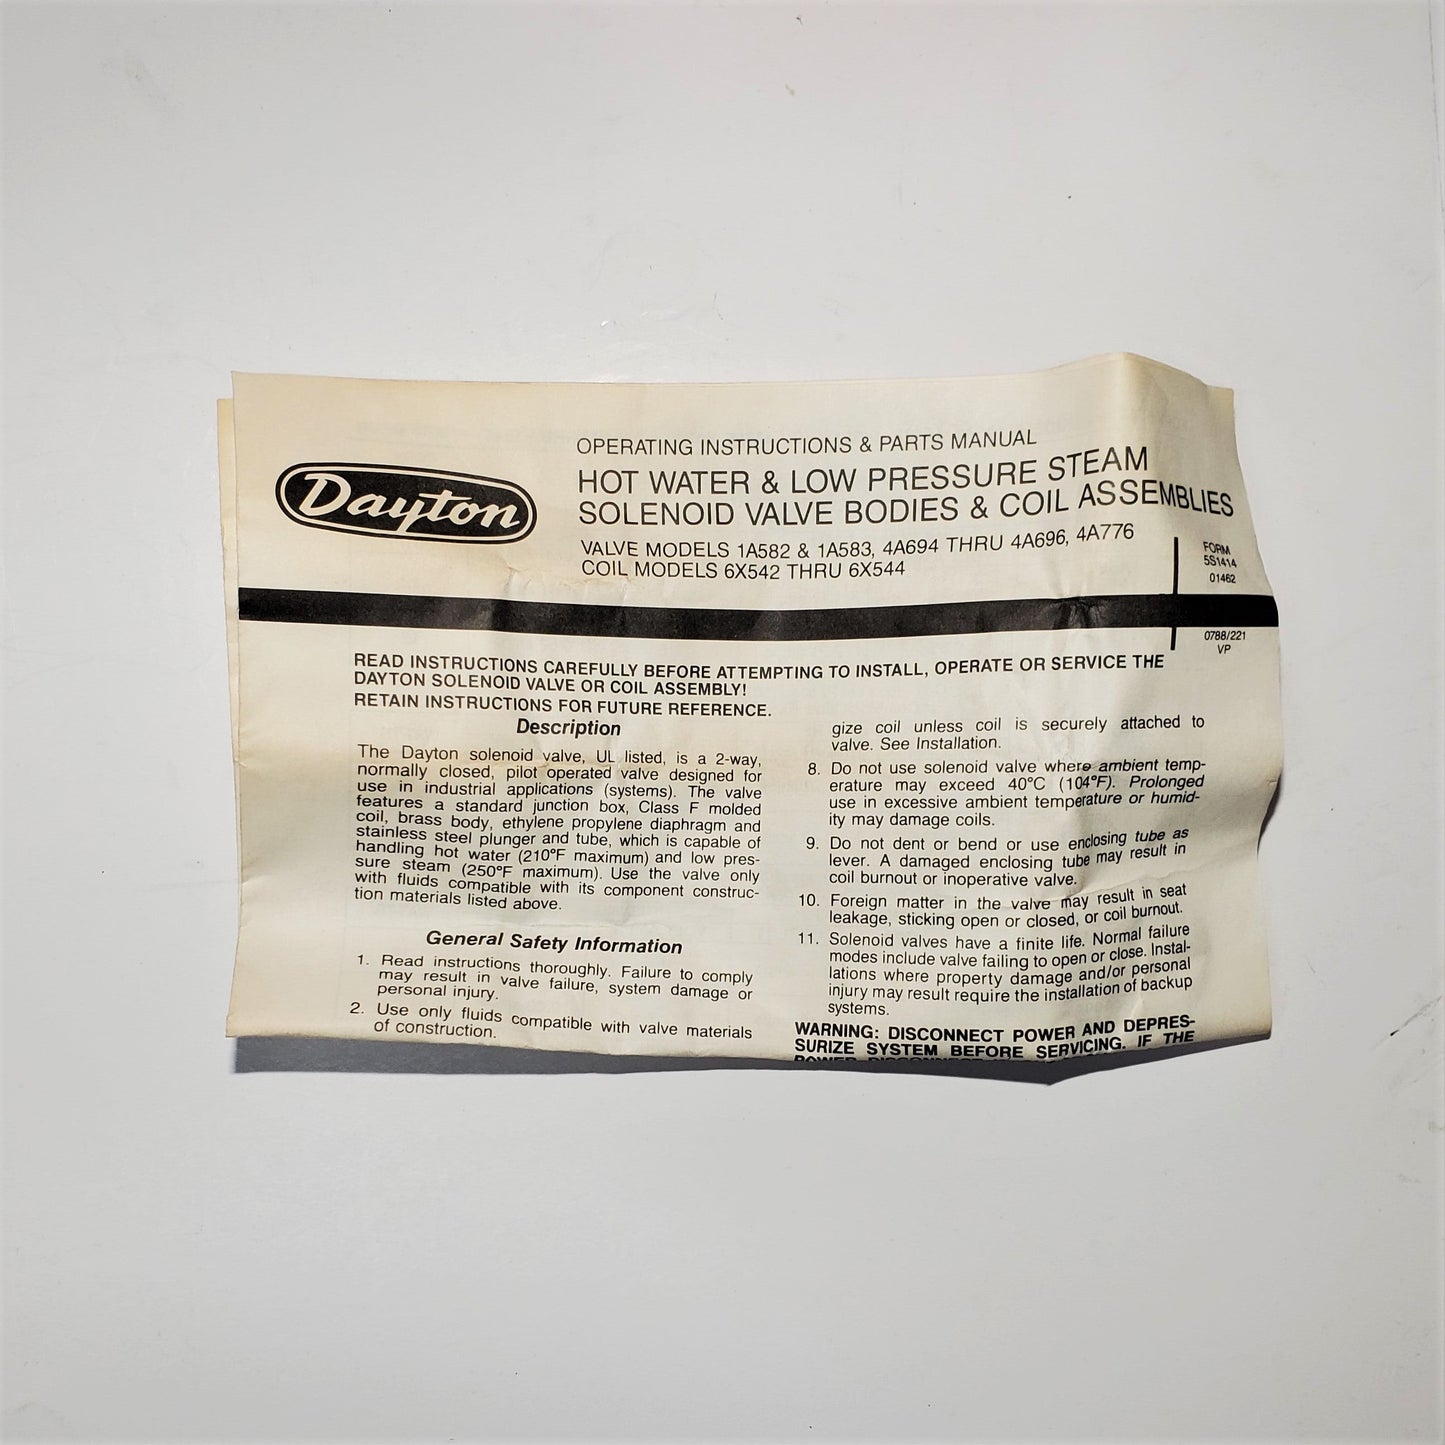 Dayton
OPERATING INSTRUCTIONS & PARTS MANUAL
HOT WATER & LOW PRESSURE STEAM
SOLENOID VALVE BODIES & COIL ASSEMBLIES
VALVE MODELS 1A582 & 1A583, 4A694 THRU 4A696, 4A776
COIL MODELS 6X542 THRU 6X544
FORM
5S1414
01462
0788/221
VP
READ INSTRUCTIONS CAREFULLY BEFORE ATTEMPTING TO INSTALL, OPERATE OR SERVICE THE
DAYTON SOLENOID VALVE OR COIL ASSEMBLY!
RETAIN INSTRUCTIONS FOR FUTURE REFERENCE.
Description
The Dayton solenoid valve, UL listed, is a 2-way,
normally closed, pilot operated valve designed for
use in industrial applications (systems). The valve
features a standard junction box, Class F molded
coil, brass body, ethylene propylene diaphragm and
stainless steel plunger and tube, which is capable of
handling hot water (210°F maximum) and low pres-
sure steam (250°F maximum). Use the valve only
with fluids compatible with its component construc-
tion materials listed above.
General Safety Information
1. Read instructions thoroughly. Failure to comply
may result in valve failure, system damage or
personal injury.
2. Use only fluids compatible with valve materials
of construction.
gize coil unless coil is securely attached to
valve. See Installation.
8. Do not use solenoid valve where ambient temp-
erature may exceed 40°C (104°F). Prolonged
use in excessive ambient temperature or humid-
ity may damage coils.
9. Do not dent or bend or use enclosing tube as
lever. A damaged enclosing tube may result in
coil burnout or inoperative valve.
10. Foreign matter in the valve may result in seat
leakage, sticking open or closed, or coil burnout.
11. Solenoid valves have a finite life. Normal failure
modes include valve failing to open or close. Instal-
lations where property damage and/or personal
injury may result require the installation of backup
systems.
WARNING: DISCONNECT POWER AND DEPRES-
SURIZE SYSTEM BEFORE SERVICING. IF THE
POWER DISCONNECT